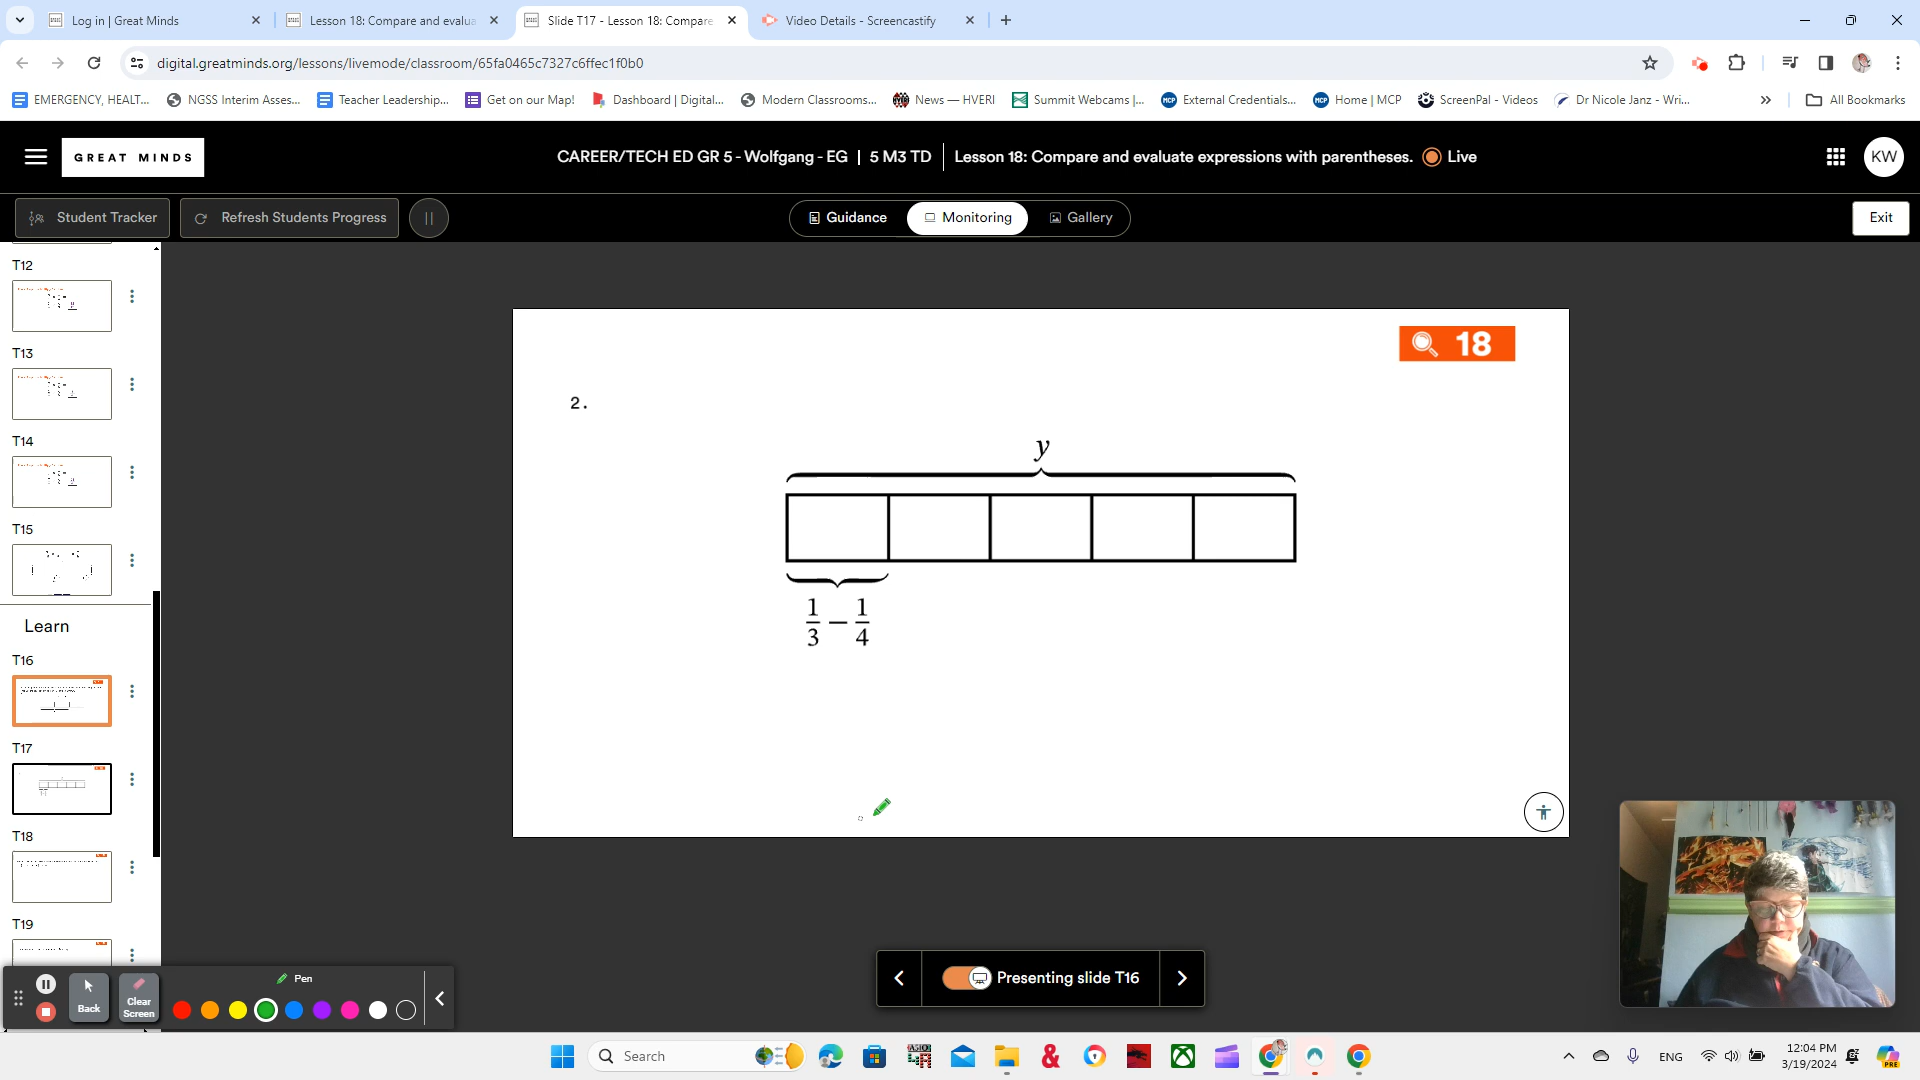 Log in | Great Minds
Lesson 18: Compare and evalua
Slide T17 - Lesson 18: Compare
Video Details - Screencastify
digital.greatminds.org/lessons/livemode/classroom/65fa0465c7327c6ffec1f0b0
EMERGENCY, HEALT...
NGSS Interim Asses...
Teacher Leadership...
Get on our Map!
Dashboard | Digital...
Modern Classrooms...
News — HVERI
Summit Webcams |...
External Credentials...
Home | MCP
ScreenPal - Videos
Dr Nicole Janz - Wri...
All Bookmarks
GREAT MINDS
CAREER/TECH ED GR 5 - Wolfgang - EG | 5 M3 TD
Lesson 18: Compare and evaluate expressions with parentheses.
Live
KW
Student Tracker
Refresh Students Progress
Guidance
Monitoring
Gallery
Exit
T12
T13
T14
T15
Learn
T16
T17
T18
T19
18
2.
y
1/3 − 1/4
Presenting slide T16
Pen
Back
Clear Screen
Search
ENG
12:04 PM
3/19/2024